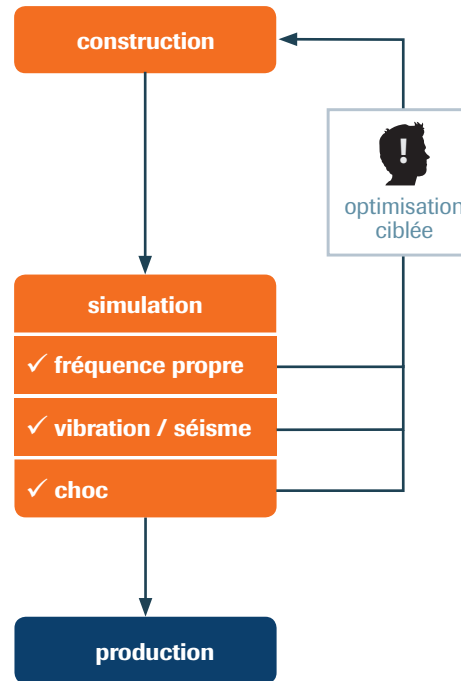 construction
!
optimisation
ciblée
simulation
✓ fréquence propre
✓ vibration / séisme
✓ choc
production